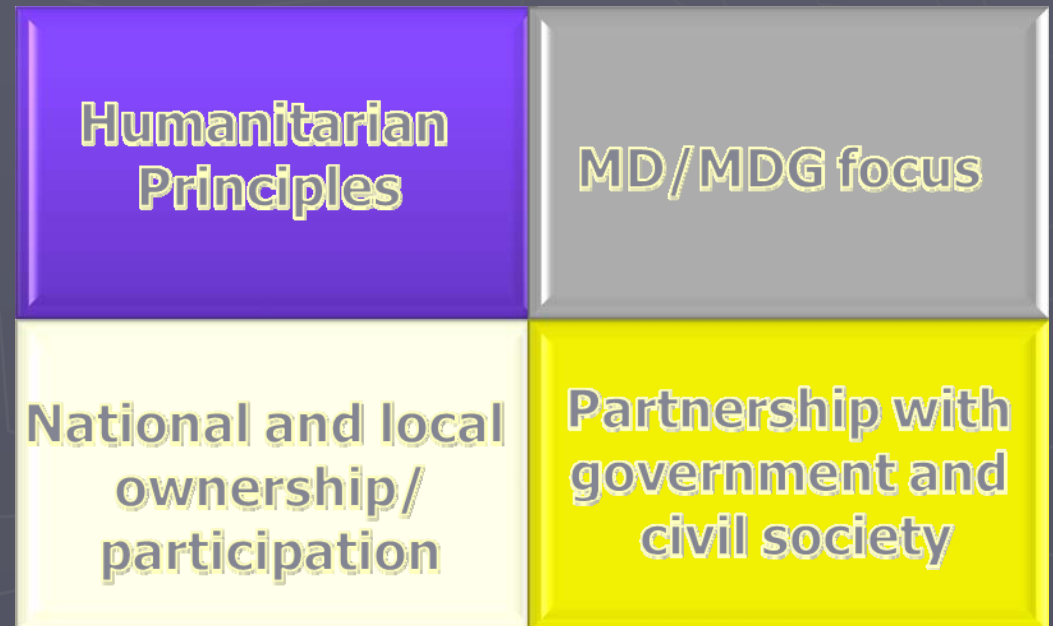 Humanitarian
Principles
MD/MDG focus
National and local
ownership/
participation
Partnership with
government and
civil society